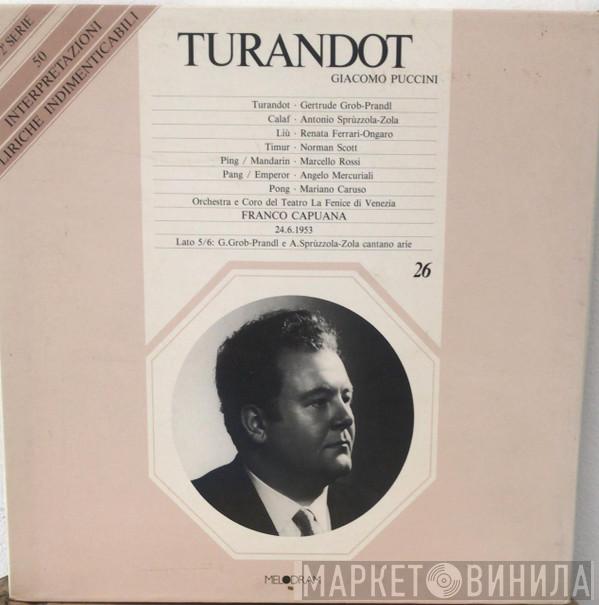 2ª SERIE
50
INTERPRETAZIONI
LIRICHE INDIMENTICABILI
TURANDOT
GIACOMO PUCCINI
Turandot · Gertrude Grob-Prandl
Calaf · Antonio Sprùzzola-Zola
Liù · Renata Ferrari-Ongaro
Timur · Norman Scott
Ping / Mandarin · Marcello Rossi
Pang / Emperor · Angelo Mercuriali
Pong · Mariano Caruso
Orchestra e Coro del Teatro La Fenice di Venezia
FRANCO CAPUANA
24.6.1953
Lato 5/6: G.Grob-Prandl e A.Sprùzzola-Zola cantano arie
26
MELODRAM
МАРКЕТ ВИНИЛА